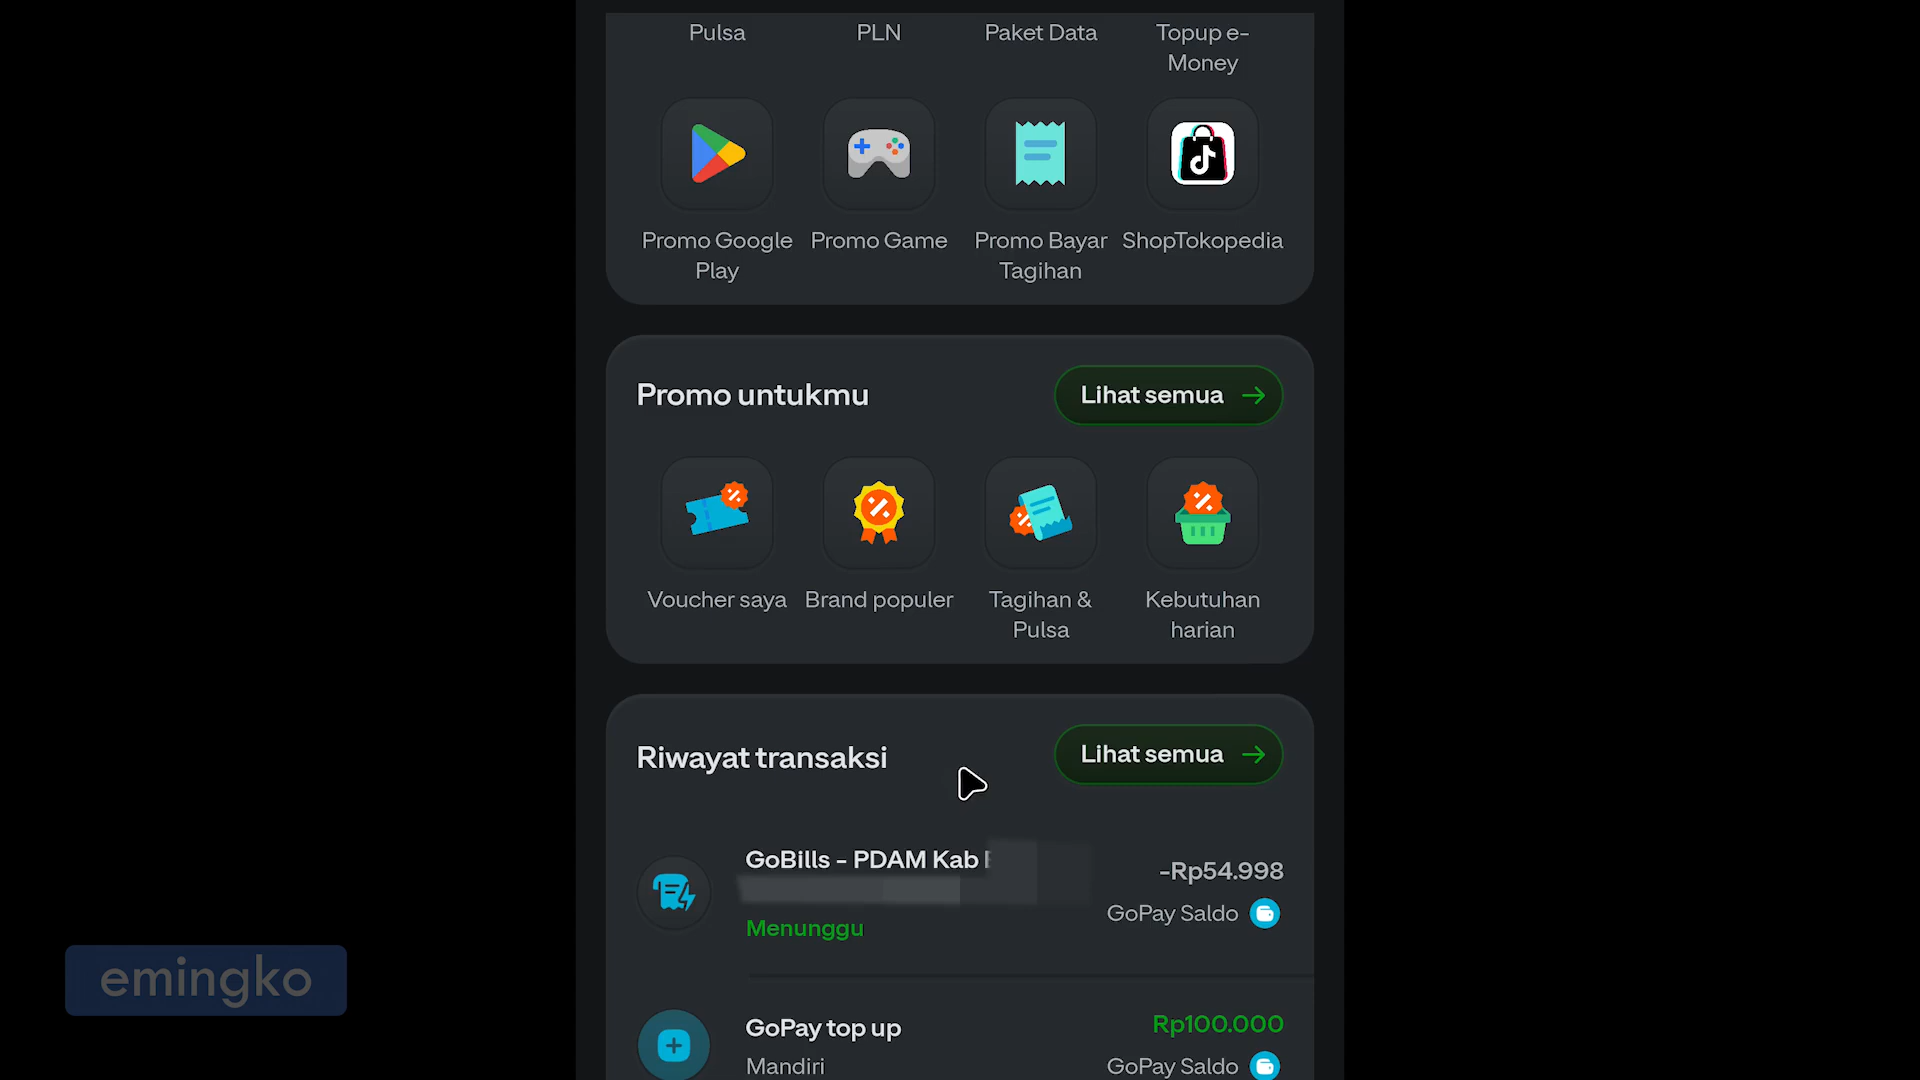 Pulsa
PLN
Paket Data
Topup e-
Money
Promo Google
Play
Promo Game
Promo Bayar
Tagihan
ShopTokopedia
Promo untukmu
Lihat semua
Voucher saya
Brand populer
Tagihan &
Pulsa
Kebutuhan
harian
Riwayat transaksi
Lihat semua
GoBills - PDAM Kab
-Rp54.998
GoPay Saldo
Menunggu
GoPay top up
Rp100.000
Mandiri
GoPay Saldo
emingko